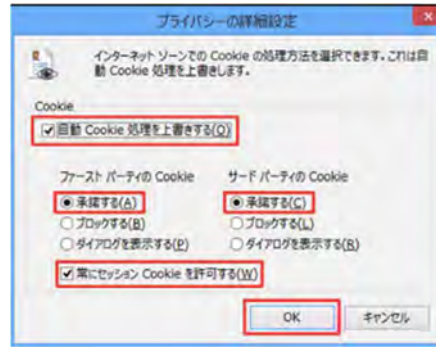 プライバシーの詳細設定
インターネット ゾーンでの Cookie の処理方法を選択できます。これは自
動 Cookie 処理を上書きします。
Cookie
自動 Cookie 処理を上書きする(O)
ファースト パーティの Cookie サード パーティの Cookie
承諾する(A) 承諾する(C)
ブロックする(B) ブロックする(L)
ダイアログを表示する(P) ダイアログを表示する(R)
常にセッション Cookie を許可する(W)
OK キャンセル